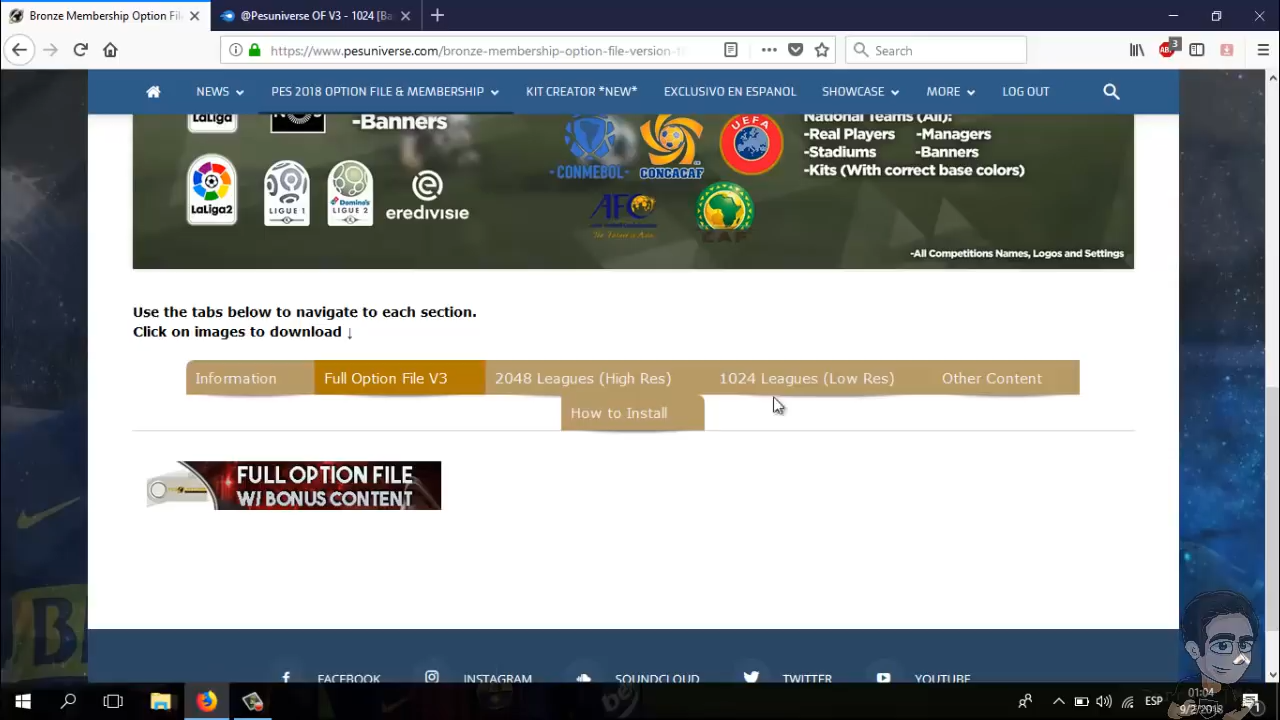 Bronze Membership Option Fil
@Pesuniverse OF V3 - 1024 [Ba
https://www.pesuniverse.com/bronze-membership-option-file-version-t
Search
3
NEWS
PES 2018 OPTION FILE & MEMBERSHIP
KIT CREATOR *NEW*
EXCLUSIVO EN ESPANOL
SHOWCASE
MORE
LOG OUT
LaLiga
-Banners
CONMEBOL
CONCACAF
UEFA
National Teams (All):
-Real Players -Managers
-Stadiums -Banners
-Kits (With correct base colors)
LaLiga2
LIGUE 1
Domino's
LIGUE 2
eredivisie
AFC
CAF
-All Competitions Names, Logos and Settings
Use the tabs below to navigate to each section.
Click on images to download ↓
Information
Full Option File V3
2048 Leagues (High Res)
1024 Leagues (Low Res)
Other Content
How to Install
FULL OPTION FILE
W/ BONUS CONTENT
FACEBOOK
INSTAGRAM
SOUNDCLOUD
TWITTER
YOUTUBE
ESP
01:04
9/2/2018